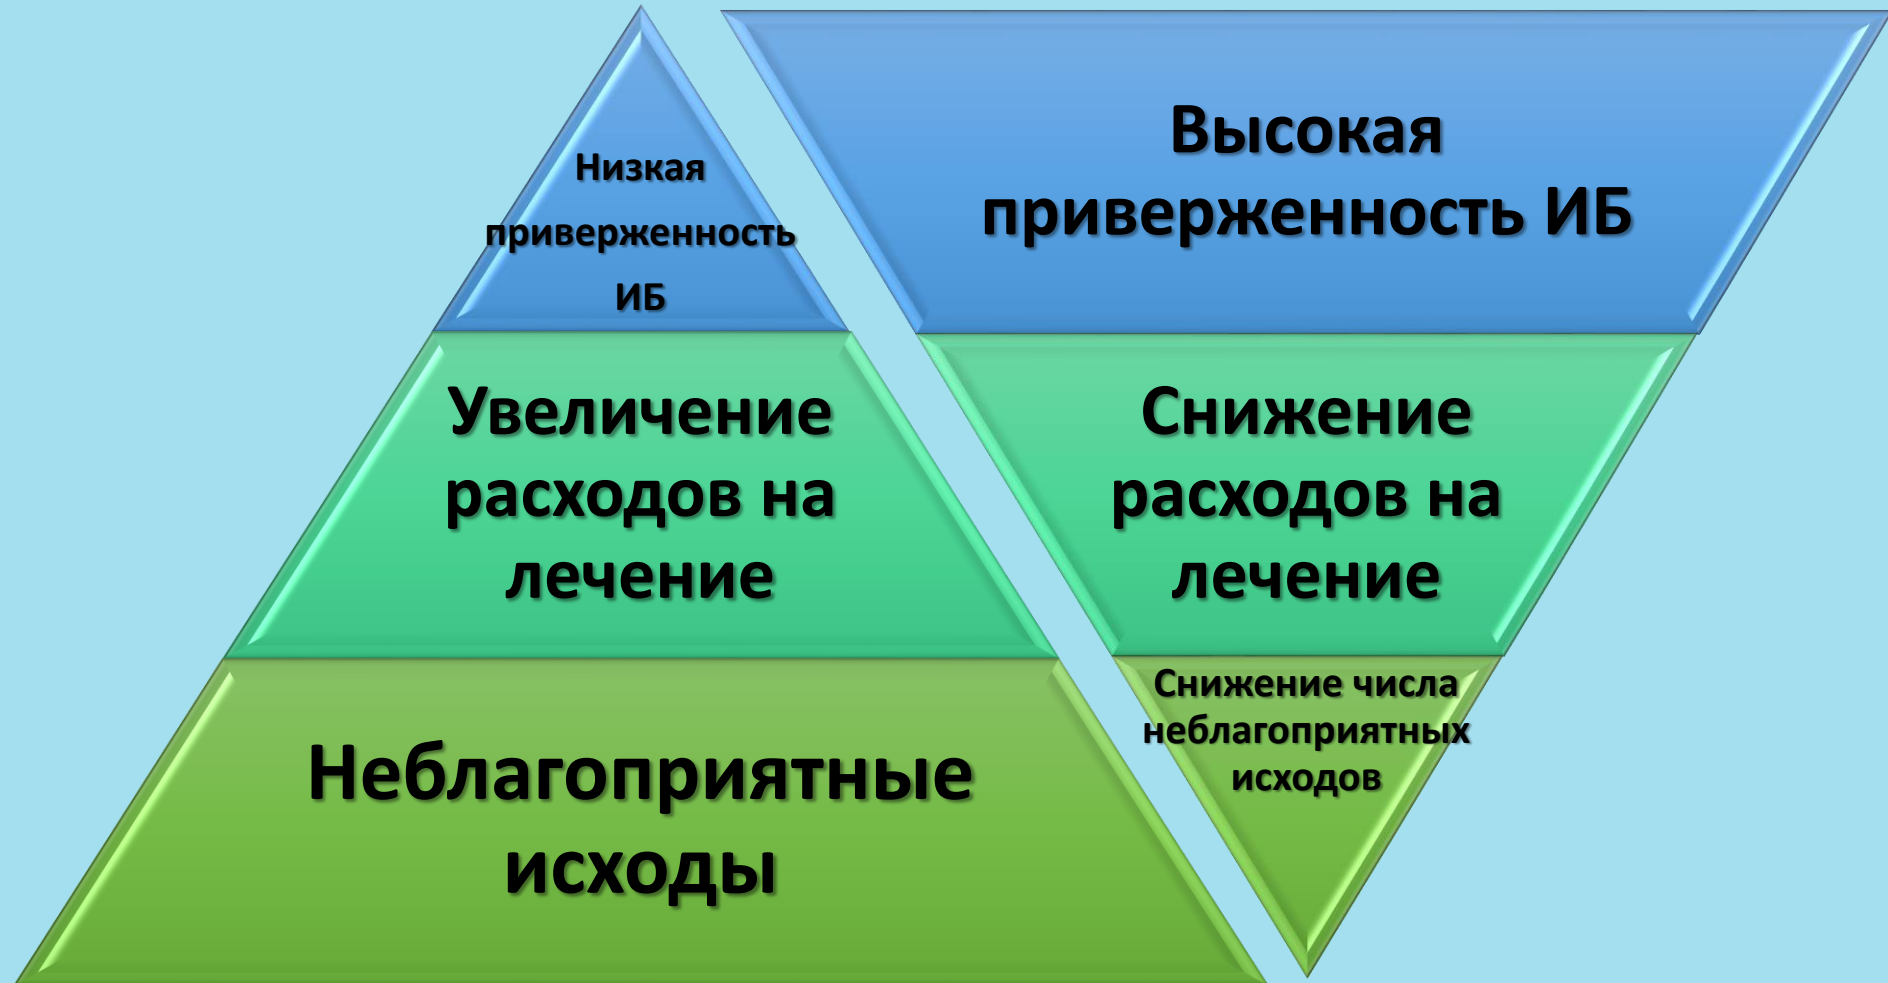 Низкая
приверженность
ИБ
Увеличение
расходов на
лечение
Неблагоприятные
исходы
Высокая
приверженность ИБ
Снижение
расходов на
лечение
Снижение числа
неблагоприятных
исходов